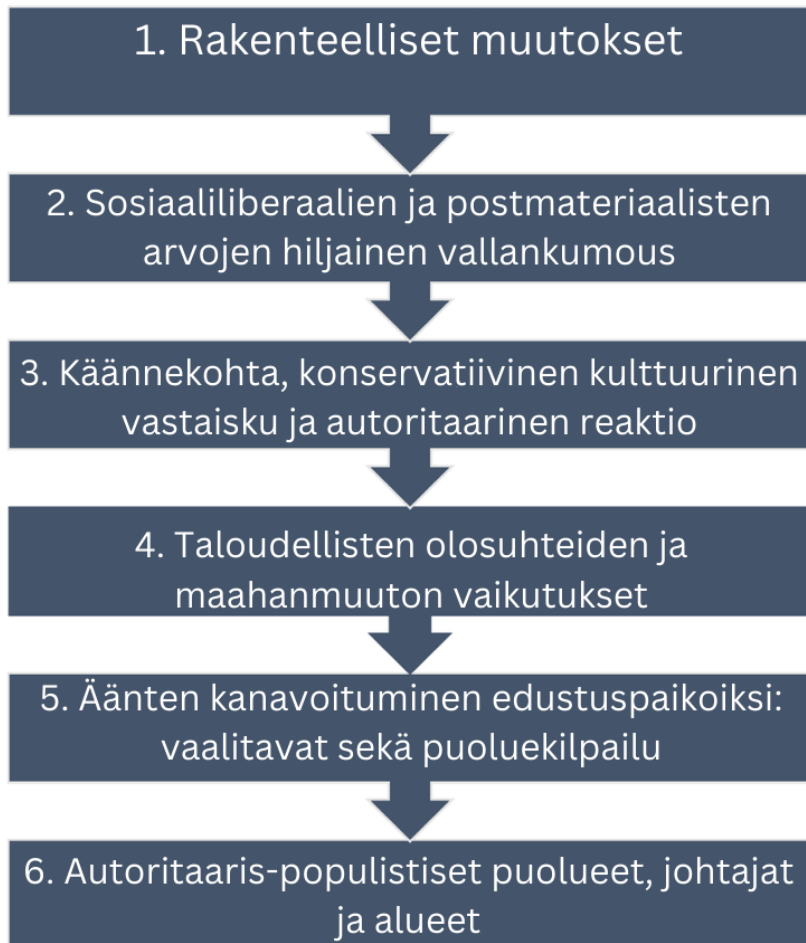 1. Rakenteelliset muutokset
2. Sosiaaliliberaalien ja postmateriaalisten
arvojen hiljainen vallankumous
3. Käännekohta, konservatiivinen kulttuurinen
vastaisku ja autoritaarinen reaktio
4. Taloudellisten olosuhteiden ja
maahanmuuton vaikutukset
5. Äänten kanavoituminen edustuspaikoiksi:
vaalitavat sekä puoluekilpailu
6. Autoritaaris-populistiset puolueet, johtajat
ja alueet